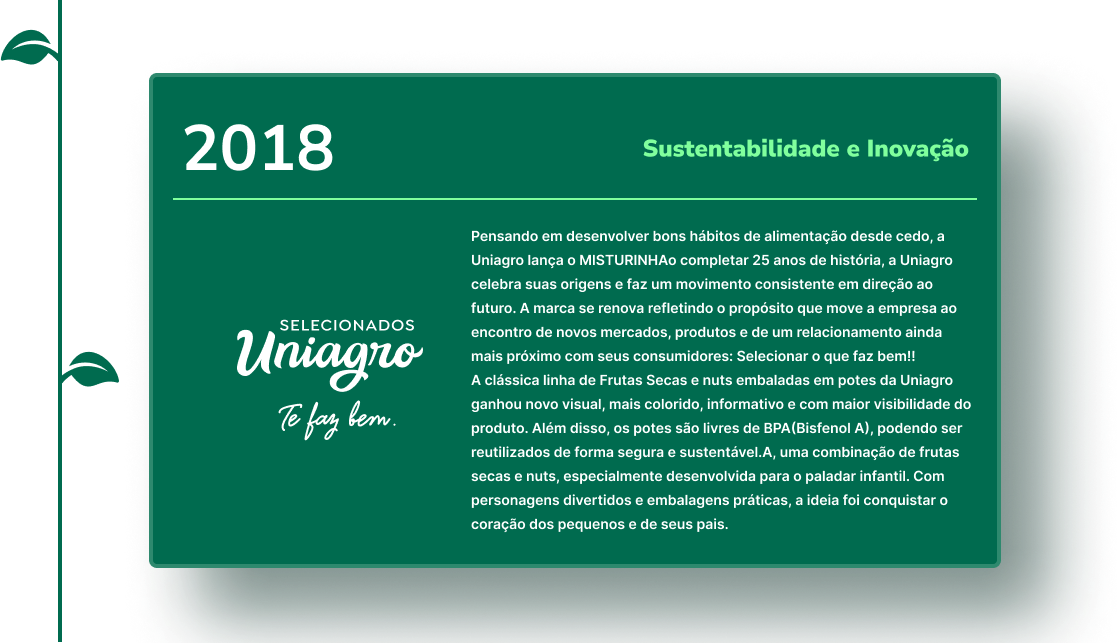 2018
Sustentabilidade e Inovação
SELECIONADOS
Uniagro
Te faz bem.
Pensando em desenvolver bons hábitos de alimentação desde cedo, a
Uniagro lança o MISTURINHAo completar 25 anos de história, a Uniagro
celebra suas origens e faz um movimento consistente em direção ao
futuro. A marca se renova refletindo o propósito que move a empresa ao
encontro de novos mercados, produtos e de um relacionamento ainda
mais próximo com seus consumidores: Selecionar o que faz bem!!
A clássica linha de Frutas Secas e nuts embaladas em potes da Uniagro
ganhou novo visual, mais colorido, informativo e com maior visibilidade do
produto. Além disso, os potes são livres de BPA(Bisfenol A), podendo ser
reutilizados de forma segura e sustentável.A, uma combinação de frutas
secas e nuts, especialmente desenvolvida para o paladar infantil. Com
personagens divertidos e embalagens práticas, a ideia foi conquistar o
coração dos pequenos e de seus pais.